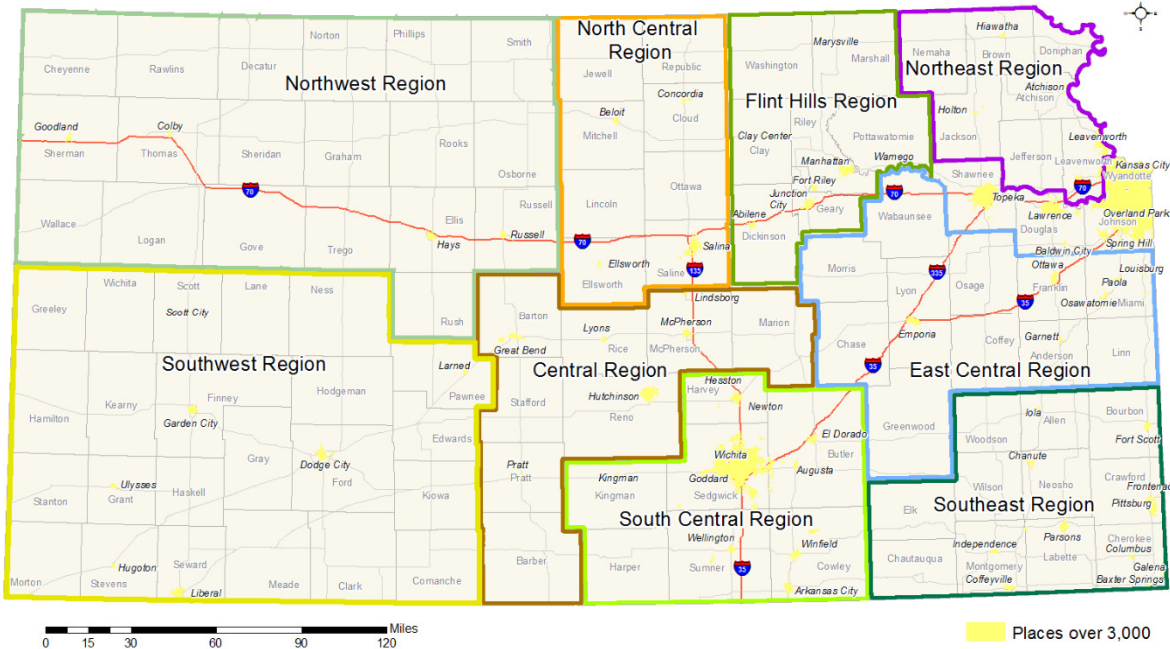 North Central
Region
Northwest Region
Flint Hills Region
Northeast Region
Southwest Region
Central Region
East Central Region
South Central Region
Southeast Region
Cheyenne
Rawlins
Decatur
Norton
Phillips
Smith
Goodland
Sherman
Colby
Thomas
Sheridan
Graham
Rooks
Osborne
Wallace
Logan
Gove
Trego
Ellis
Hays
Russell
Russell
Rush
70
Jewell
Republic
Concordia
Cloud
Beloit
Mitchell
Ottawa
Lincoln
70
Salina
Saline
135
Ellsworth
Ellsworth
Washington
Marysville
Marshall
Riley
Pottawatomie
Clay Center
Clay
Manhattan
Wamego
Fort Riley
Junction
City
Geary
Abilene
Dickinson
70
Wabaunsee
Hiawatha
Nemaha
Brown
Doniphan
Atchison
Atchison
Holton
Jackson
Jefferson
Leavenworth
Leavenworth
Kansas City
Wyandotte
70
Shawnee
Topeka
Lawrence
Douglas
Overland Park
Johnson
Spring Hill
Baldwin City
Ottawa
Franklin
Louisburg
Paola
Miami
Osawatomie
Morris
Lyon
335
Osage
35
Emporia
Chase
35
Coffey
Garnett
Anderson
Linn
Greenwood
Greeley
Wichita
Scott
Scott City
Lane
Ness
Hodgeman
Larned
Pawnee
Hamilton
Kearny
Finney
Garden City
Edwards
Gray
Dodge City
Ford
Kiowa
Stanton
Ulysses
Grant
Haskell
Morton
Hugoton
Stevens
Seward
Liberal
Meade
Clark
Comanche
Barton
Great Bend
Lyons
Rice
Lindsborg
McPherson
McPherson
Marion
Stafford
Hutchinson
Reno
Pratt
Pratt
Barber
Hesston
Harvey
Newton
El Dorado
Butler
Augusta
Wichita
Goddard
Sedgwick
Kingman
Kingman
Wellington
Sumner
Harper
35
Winfield
Cowley
Arkansas City
Iola
Allen
Bourbon
Fort Scott
Woodson
Chanute
Wilson
Neosho
Crawford
Frontenac
Pittsburg
Elk
Independence
Parsons
Labette
Cherokee
Columbus
Chautauqua
Montgomery
Coffeyville
Galena
Baxter Springs
Miles
0 15 30 60 90 120
Places over 3,000